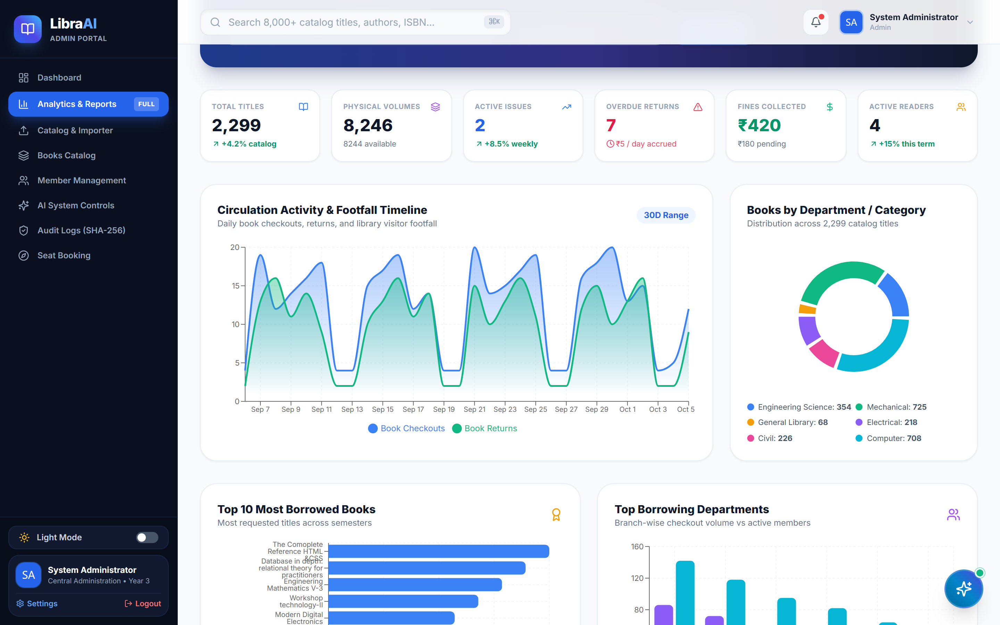 LibraAI
ADMIN PORTAL
Dashboard
Analytics & Reports FULL
Catalog & Importer
Books Catalog
Member Management
AI System Controls
Audit Logs (SHA-256)
Seat Booking
Light Mode
SA
System Administrator
Central Administration • Year 3
Settings
Logout
Search 8,000+ catalog titles, authors, ISBN...
⌘K
SA
System Administrator
Admin
TOTAL TITLES
2,299
+4.2% catalog
PHYSICAL VOLUMES
8,246
8244 available
ACTIVE ISSUES
2
+8.5% weekly
OVERDUE RETURNS
7
₹5 / day accrued
FINES COLLECTED
₹420
₹180 pending
ACTIVE READERS
4
+15% this term
Circulation Activity & Footfall Timeline
Daily book checkouts, returns, and library visitor footfall
30D Range
20
15
10
5
0
Sep 7 Sep 9 Sep 11 Sep 13 Sep 15 Sep 17 Sep 19 Sep 21 Sep 23 Sep 25 Sep 27 Sep 29 Oct 1 Oct 3 Oct 5
Book Checkouts Book Returns
Books by Department / Category
Distribution across 2,299 catalog titles
Engineering Science: 354 Mechanical: 725
General Library: 68 Electrical: 218
Civil: 226 Computer: 708
Top 10 Most Borrowed Books
Most requested titles across semesters
The Comoplete
Reference HTML
&CSS
Database in depth:
relational theory for
practitioners
Engineering
Mathematics V-3
Workshop
technology-II
Modern Digital
Electronics
Top Borrowing Departments
Branch-wise checkout volume vs active members
160
120
80